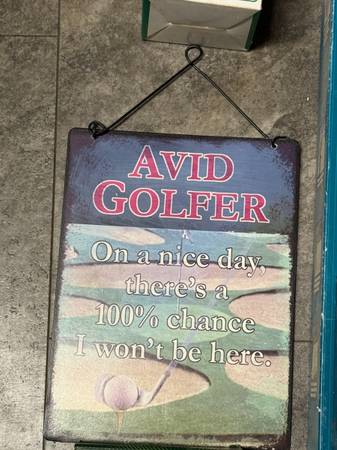 AVID
GOLFER
On a nice day,
there's a
100% chance
I won't be here.